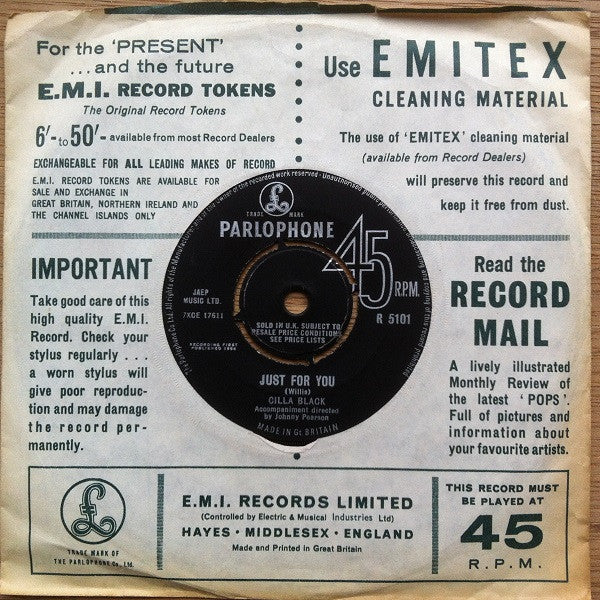 For the 'PRESENT'
...and the future
E.M.I. RECORD TOKENS
The Original Record Tokens
6'- to 50'- available from most Record Dealers
EXCHANGEABLE FOR ALL LEADING MAKES OF RECORD
E.M.I. RECORD TOKENS ARE AVAILABLE FOR
SALE AND EXCHANGE IN
GREAT BRITAIN, NORTHERN IRELAND AND
THE CHANNEL ISLANDS ONLY
Use EMITEX
CLEANING MATERIAL
The use of 'EMITEX' cleaning material
(available from Record Dealers)
will preserve this record and
keep it free from dust.
IMPORTANT
Take good care of this
high quality E.M.I.
Record. Check your
stylus regularly ...
a worn stylus will
give poor reproduc-
tion and may damage
the record per-
manently.
£
TRADE MARK
PARLOPHONE
45
R.P.M.
JAEP
MUSIC LTD.
7XCE 17611
RECORDING FIRST
PUBLISHED 1964
SOLD IN U.K. SUBJECT TO
RESALE PRICE CONDITIONS
SEE PRICE LISTS
R 5101
JUST FOR YOU
(Willis)
CILLA BLACK
Accompaniment directed
by Johnny Pearson
MADE IN GT BRITAIN
Read the
RECORD
MAIL
A lively illustrated
Monthly Review of
the latest 'POPS'.
Full of pictures and
information about
your favourite artists.
£
TRADE MARK OF
THE PARLOPHONE Co., Ltd.
E.M.I. RECORDS LIMITED
(Controlled by Electric & Musical Industries Ltd)
HAYES • MIDDLESEX • ENGLAND
Made and Printed in Great Britain
THIS RECORD MUST
BE PLAYED AT
45
R.P.M.